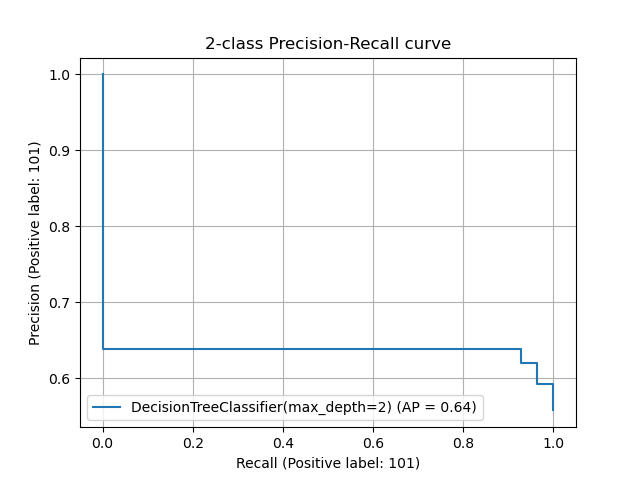 2-class Precision-Recall curve
Precision (Positive label: 101)
1.0
0.9
0.8
0.7
0.6
DecisionTreeClassifier(max_depth=2) (AP = 0.64)
0.0 0.2 0.4 0.6 0.8 1.0
Recall (Positive label: 101)